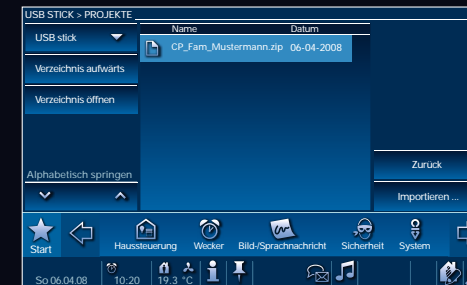 USB STICK > PROJEKTE
Name Datum
USB stick
CP_Fam_Mustermann.zip 06-04-2008
Verzeichnis aufwärts
Verzeichnis öffnen
Alphabetisch springen
Zurück
Importieren ...
Start
Haussteuerung Wecker Bild-/Sprachnachricht Sicherheit System
So 06.04.08 10:20 19.3 °C